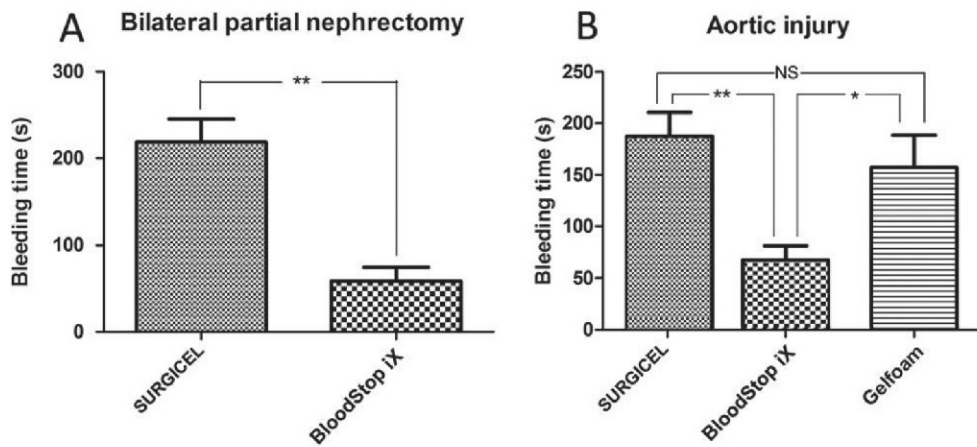 A Bilateral partial nephrectomy
Bleeding time (s)
300
200
100
0
**
SURGICEL
BloodStop iX
B Aortic injury
Bleeding time (s)
250
200
150
100
50
0
NS
** *
SURGICEL
BloodStop iX
Gelfoam